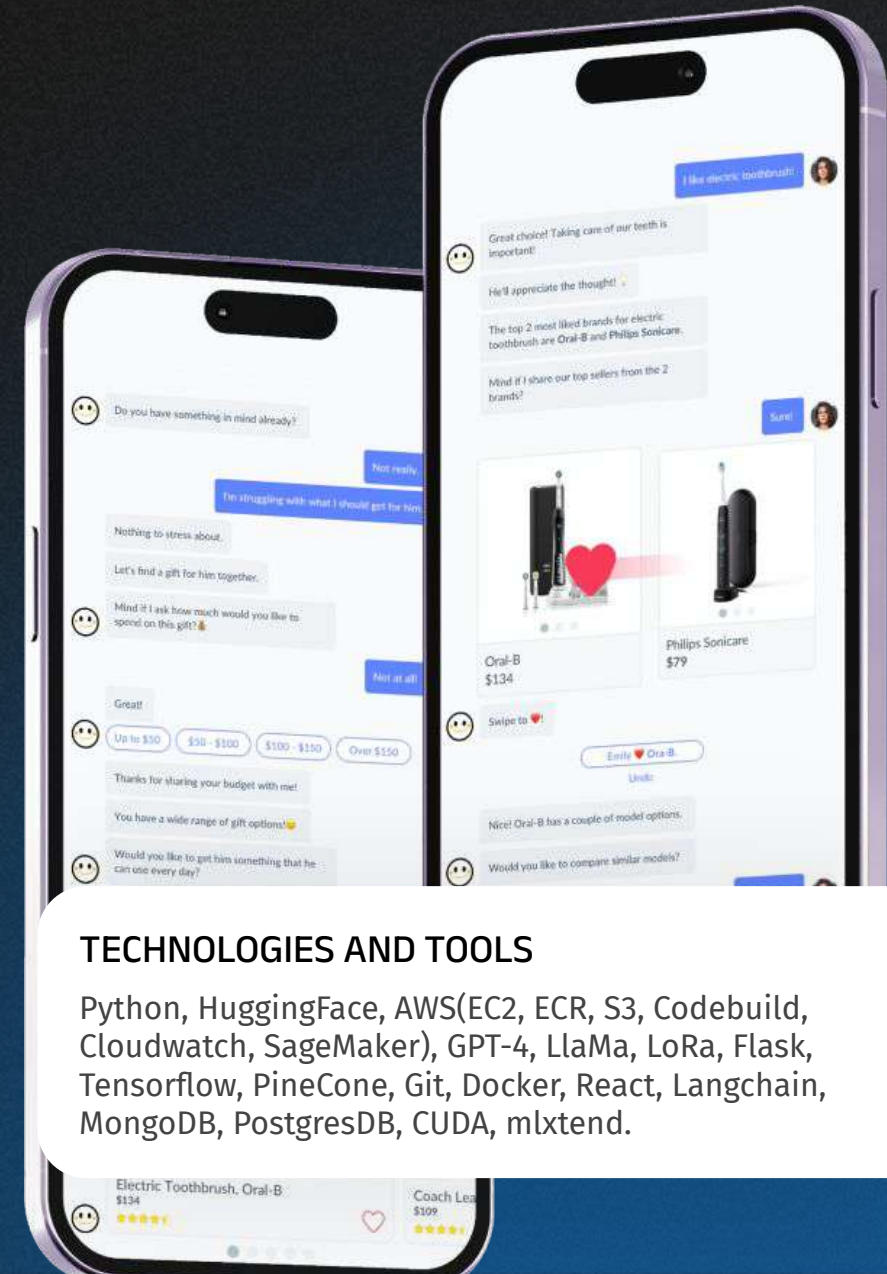 Do you have something in mind already?
Not really.
I'm struggling with what I should get for him.
Nothing to stress about.
Let's find a gift for him together.
Mind if I ask how much would you like to
spend on this gift?💰
Not at all!
Great!
Up to $50
$50 - $100
$100 - $150
Over $150
Thanks for sharing your budget with me!
You have a wide range of gift options!😄
Would you like to get him something that he
can use every day?
I like electric toothbrush!
Great choice! Taking care of our teeth is
important!
He'll appreciate the thought! 💡
The top 2 most liked brands for electric
toothbrush are Oral-B and Philips Sonicare.
Mind if I share our top sellers from the 2
brands?
Sure!
Oral-B
$134
Philips Sonicare
$79
Swipe to ❤️!
Emily ❤️ Oral-B.
Undo
Nice! Oral-B has a couple of model options.
Would you like to compare similar models?
TECHNOLOGIES AND TOOLS
Python, HuggingFace, AWS(EC2, ECR, S3, Codebuild,
Cloudwatch, SageMaker), GPT-4, LlaMa, LoRa, Flask,
Tensorflow, PineCone, Git, Docker, React, Langchain,
MongoDB, PostgresDB, CUDA, mlxtend.
Electric Toothbrush, Oral-B
$134
Coach Lea
$109